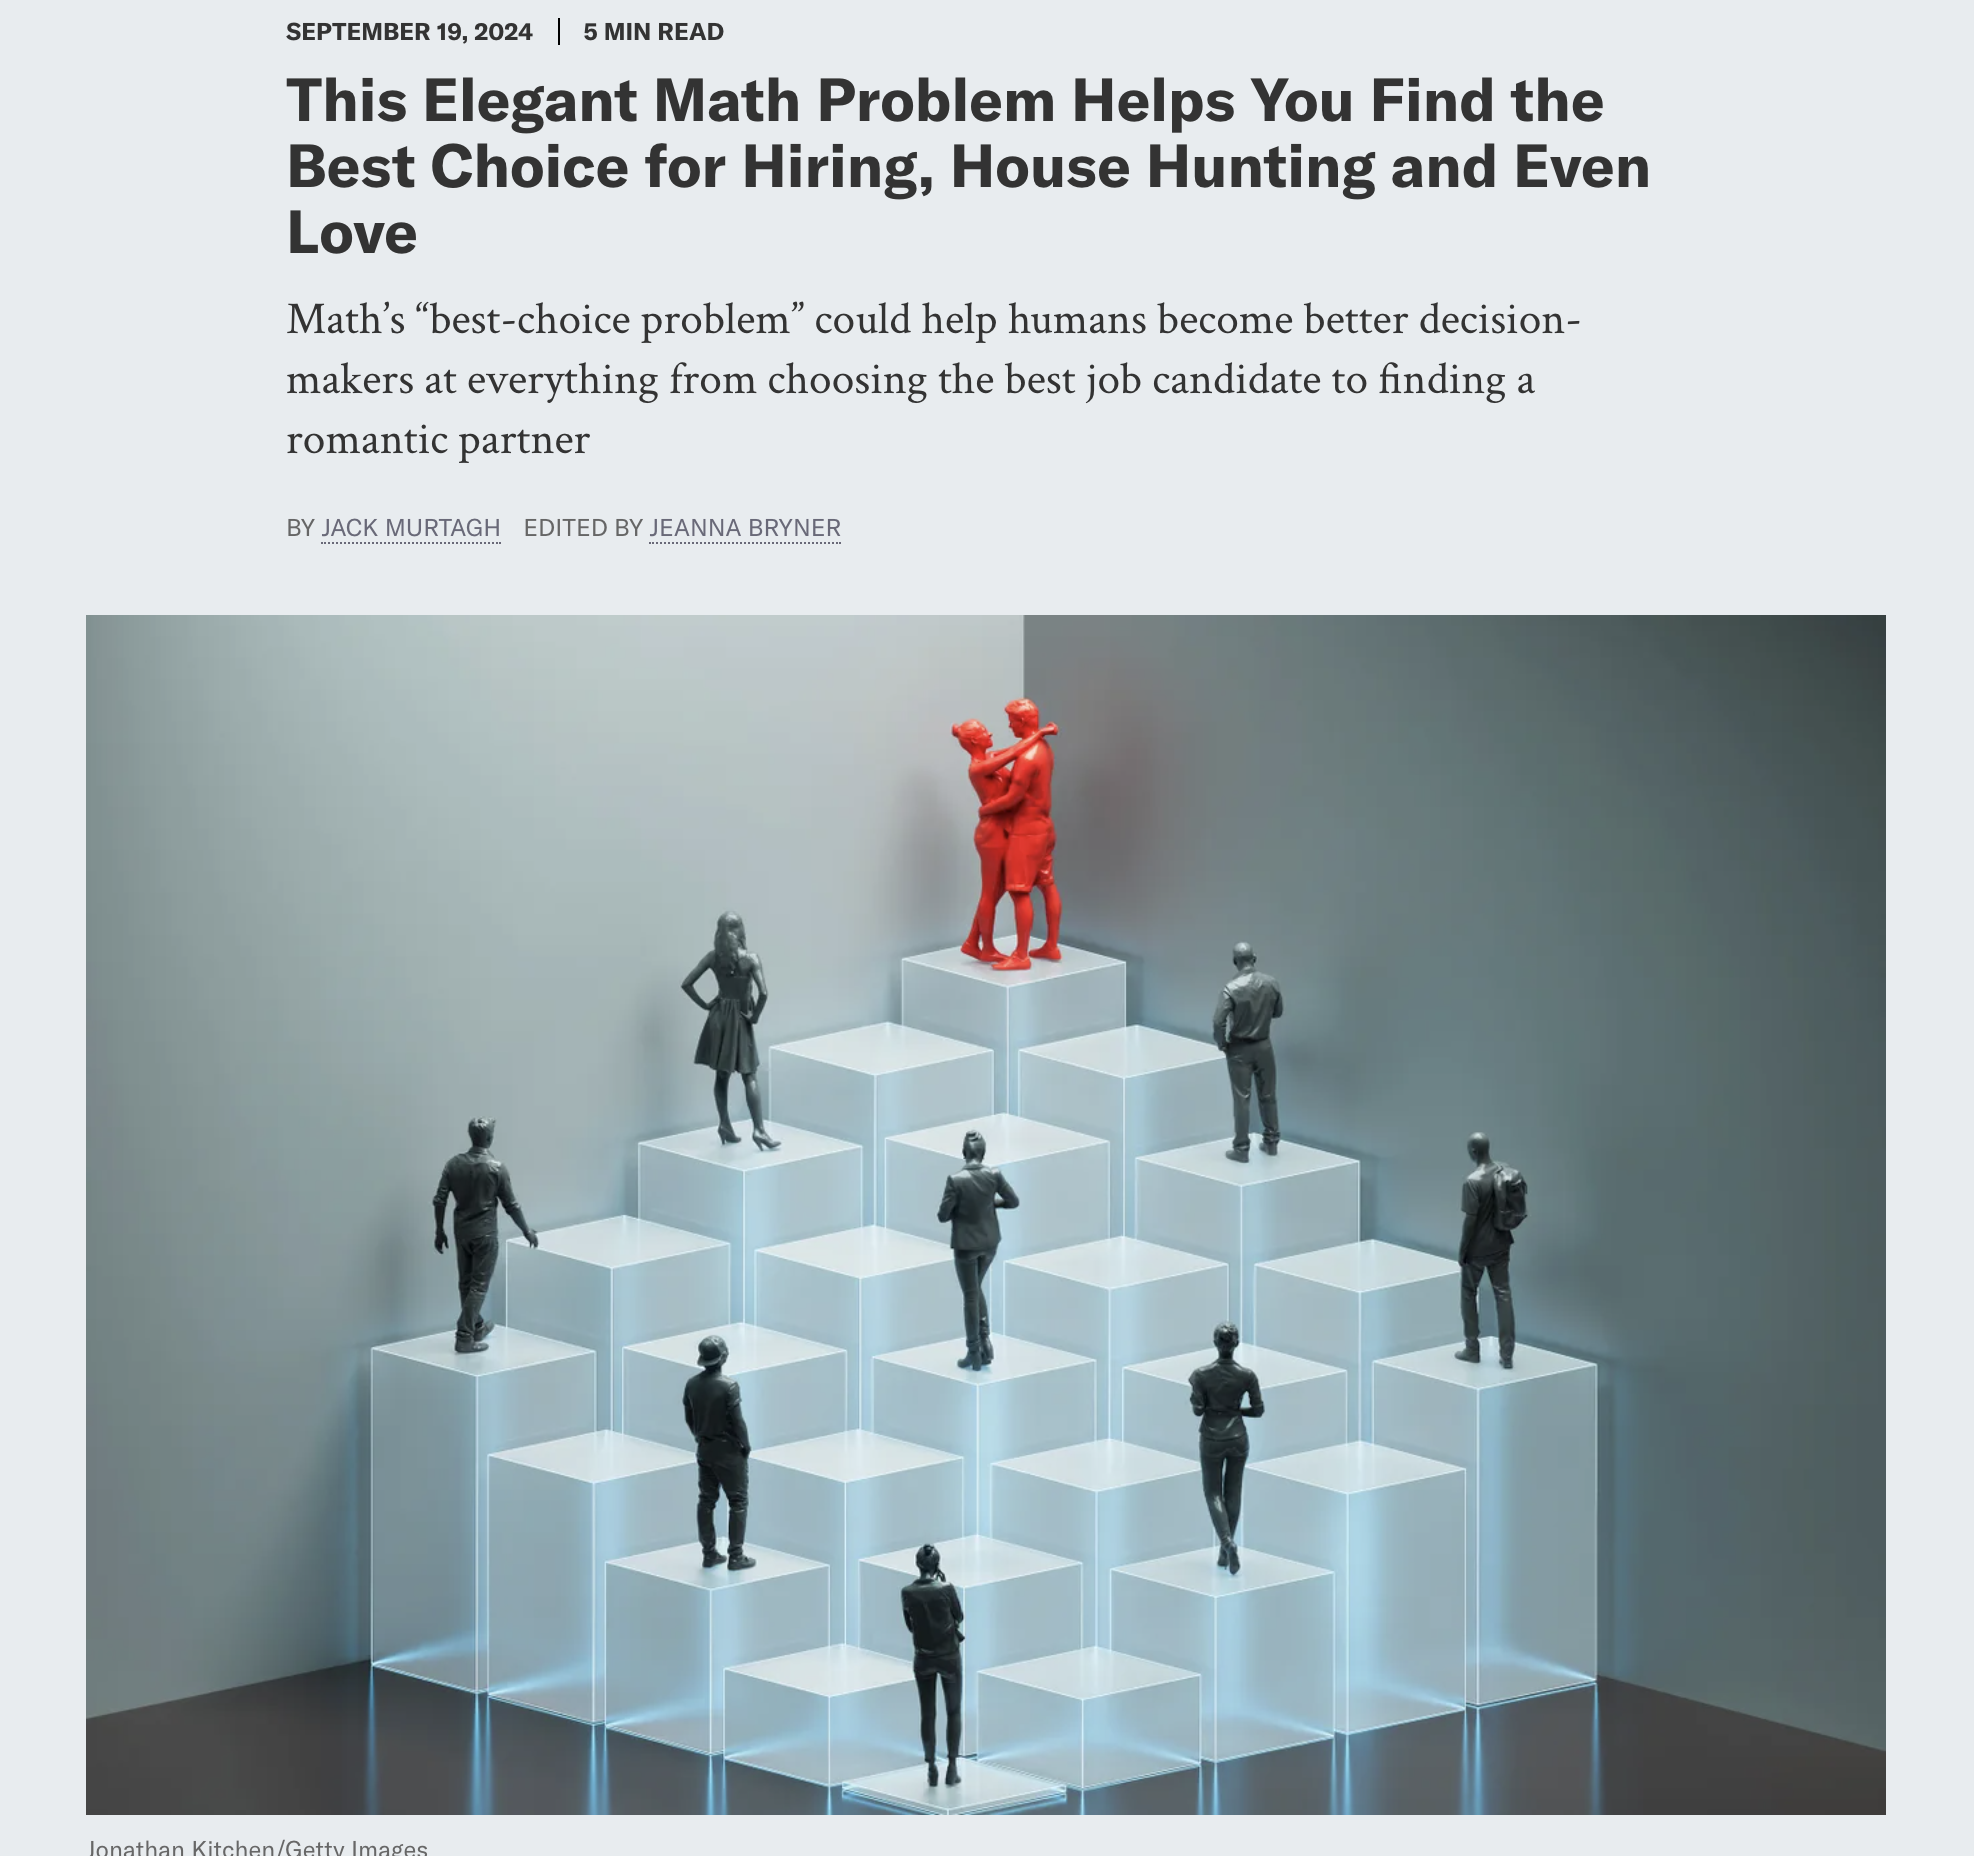 SEPTEMBER 19, 2024 | 5 MIN READ
This Elegant Math Problem Helps You Find the
Best Choice for Hiring, House Hunting and Even
Love
Math’s “best-choice problem” could help humans become better decision-
makers at everything from choosing the best job candidate to finding a
romantic partner
BY JACK MURTAGH EDITED BY JEANNA BRYNER
Jonathan Kitchen/Getty Images